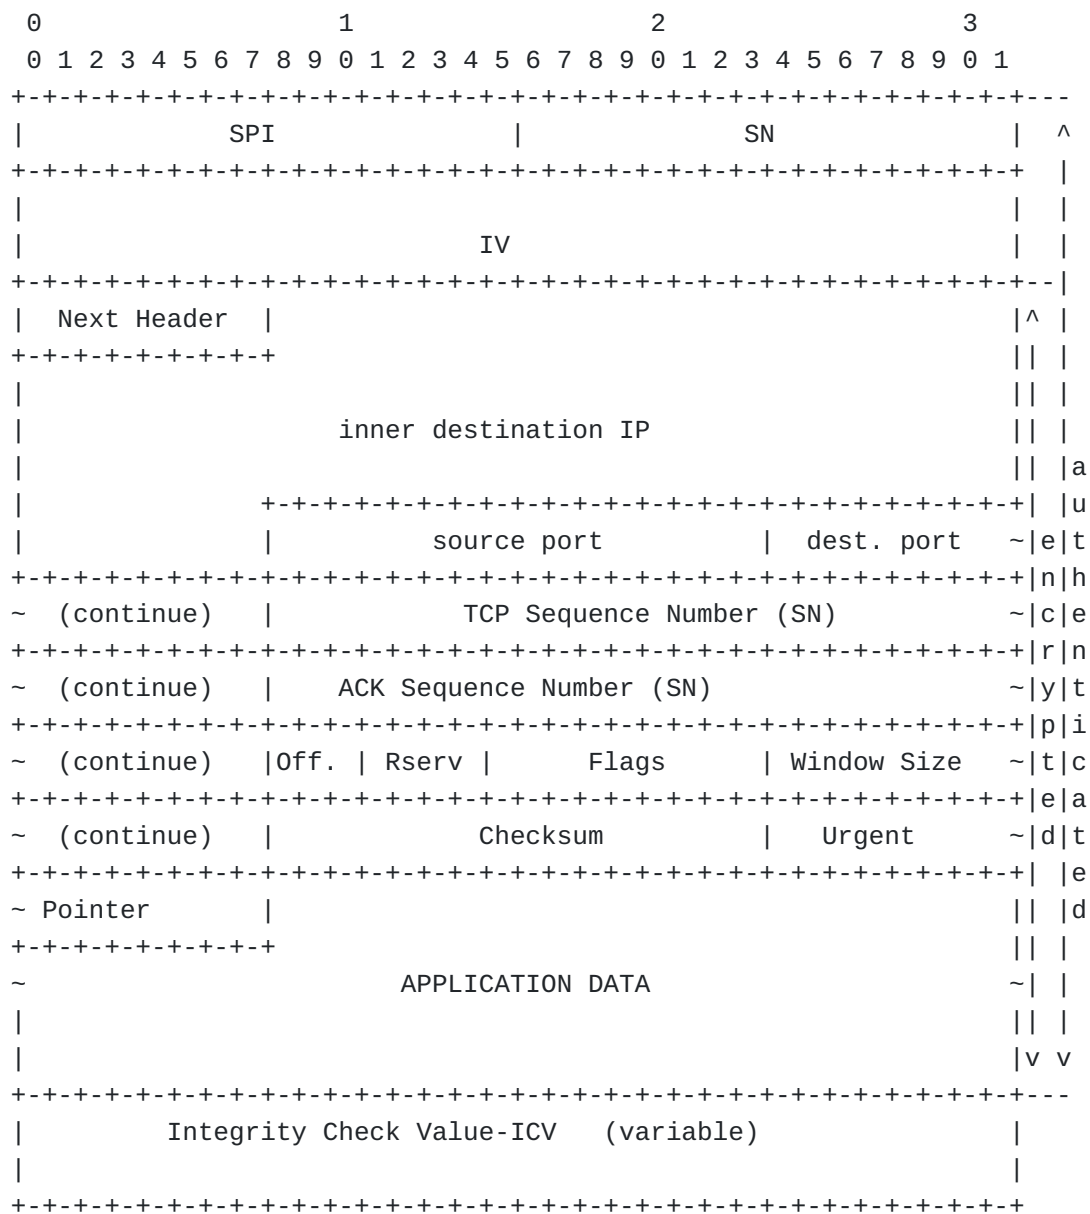 0                   1                   2                   3
 0 1 2 3 4 5 6 7 8 9 0 1 2 3 4 5 6 7 8 9 0 1 2 3 4 5 6 7 8 9 0 1
+-+-+-+-+-+-+-+-+-+-+-+-+-+-+-+-+-+-+-+-+-+-+-+-+-+-+-+-+-+-+-+-+---
|             SPI               |              SN               |  ^
+-+-+-+-+-+-+-+-+-+-+-+-+-+-+-+-+-+-+-+-+-+-+-+-+-+-+-+-+-+-+-+-+  |
|                                                               |  |
|                             IV                                |  |
+-+-+-+-+-+-+-+-+-+-+-+-+-+-+-+-+-+-+-+-+-+-+-+-+-+-+-+-+-+-+-+-+--|
|  Next Header  |                                               |^ |
+-+-+-+-+-+-+-+-+                                               || |
|                                                               || |
|                    inner destination IP                       || |
|                                                               || |a
|               +-+-+-+-+-+-+-+-+-+-+-+-+-+-+-+-+-+-+-+-+-+-+-+-+| |u
|               |          source port          |  dest. port   ~|e|t
+-+-+-+-+-+-+-+-+-+-+-+-+-+-+-+-+-+-+-+-+-+-+-+-+-+-+-+-+-+-+-+-+|n|h
~  (continue)   |            TCP Sequence Number (SN)           ~|c|e
+-+-+-+-+-+-+-+-+-+-+-+-+-+-+-+-+-+-+-+-+-+-+-+-+-+-+-+-+-+-+-+-+|r|n
~  (continue)   |    ACK Sequence Number (SN)                   ~|y|t
+-+-+-+-+-+-+-+-+-+-+-+-+-+-+-+-+-+-+-+-+-+-+-+-+-+-+-+-+-+-+-+-+|p|i
~  (continue)   |Off. | Rserv |      Flags      | Window Size   ~|t|c
+-+-+-+-+-+-+-+-+-+-+-+-+-+-+-+-+-+-+-+-+-+-+-+-+-+-+-+-+-+-+-+-+|e|a
~  (continue)   |             Checksum          |   Urgent      ~|d|t
+-+-+-+-+-+-+-+-+-+-+-+-+-+-+-+-+-+-+-+-+-+-+-+-+-+-+-+-+-+-+-+-+| |e
~ Pointer       |                                               || |d
+-+-+-+-+-+-+-+-+                                               || |
~                        APPLICATION DATA                       ~| |
|                                                               || |
|                                                               |v v
+-+-+-+-+-+-+-+-+-+-+-+-+-+-+-+-+-+-+-+-+-+-+-+-+-+-+-+-+-+-+-+-+---
|         Integrity Check Value-ICV   (variable)                |
|                                                               |
+-+-+-+-+-+-+-+-+-+-+-+-+-+-+-+-+-+-+-+-+-+-+-+-+-+-+-+-+-+-+-+-+